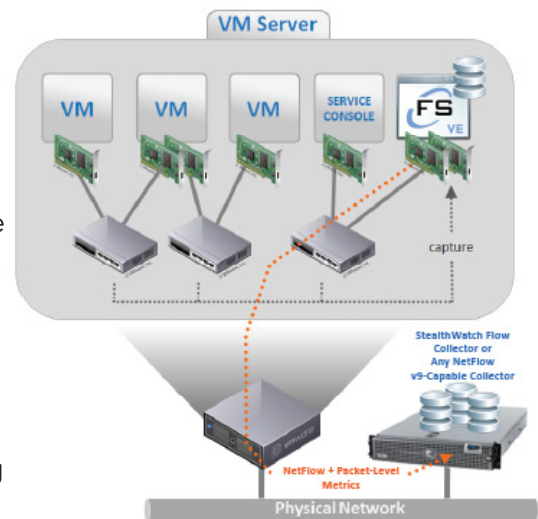 VM Server
VM
VM
VM
SERVICE
CONSOLE
FS
VE
e
capture
StealthWatch Flow
Collector or
Any NetFlow
v9-Capable Collector
vmware
NetFlow + Packet-Level
Metrics
g
Physical Network